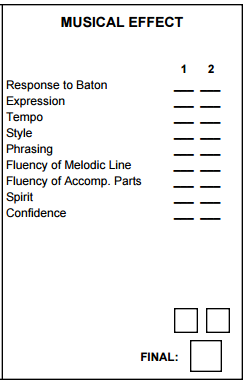 MUSICAL EFFECT
1 2
Response to Baton
Expression
Tempo
Style
Phrasing
Fluency of Melodic Line
Fluency of Accomp. Parts
Spirit
Confidence
FINAL: